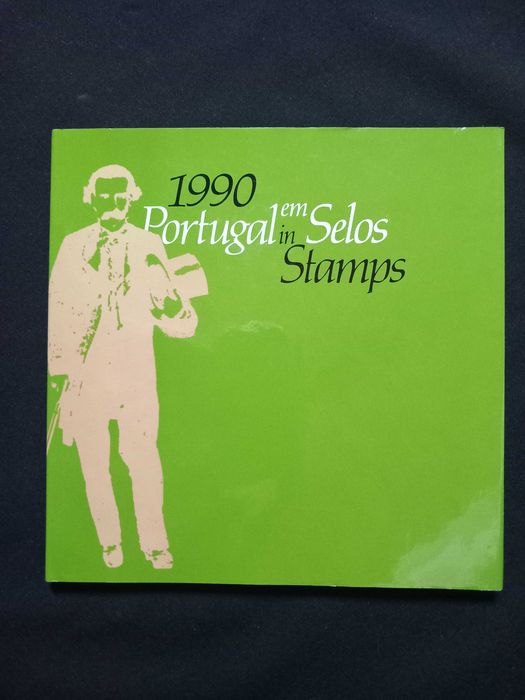 1990
Portugal em Selos
in
Stamps